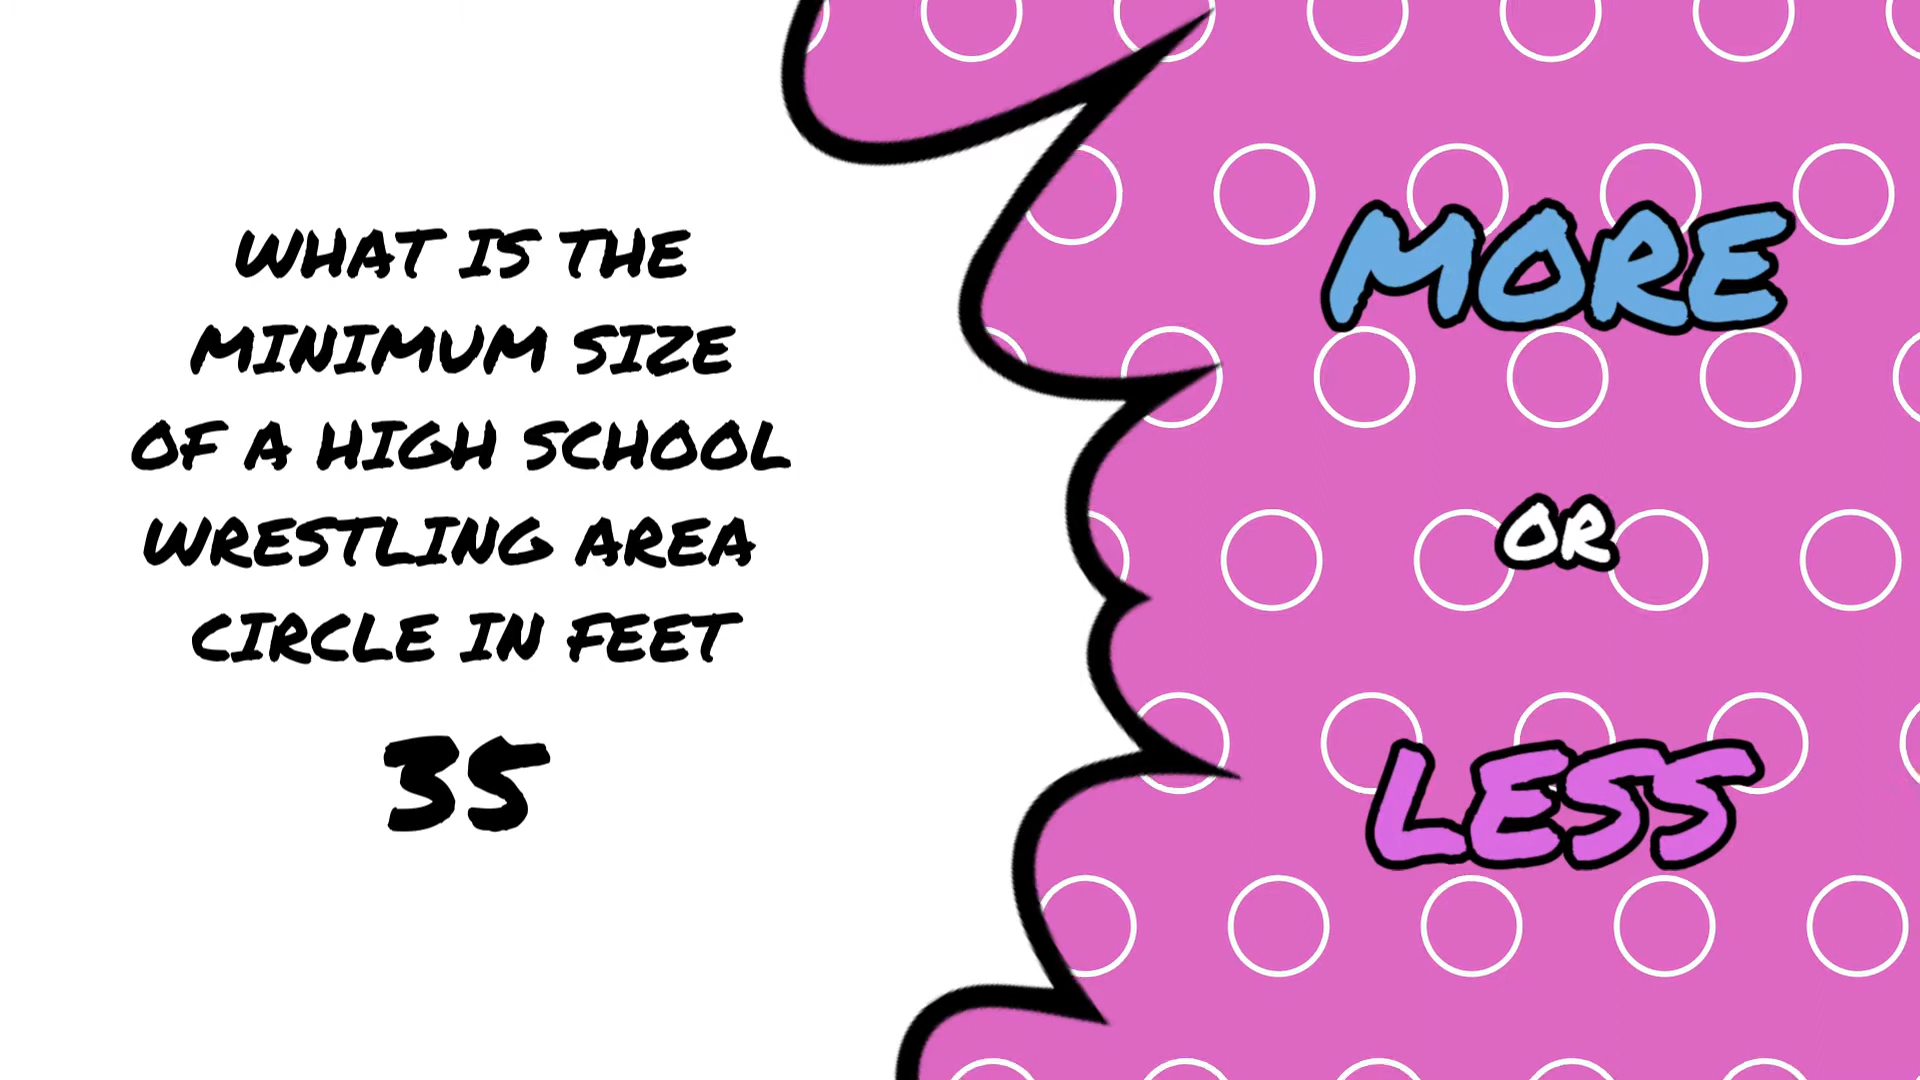 WHAT IS THE
MINIMUM SIZE
OF A HIGH SCHOOL
WRESTLING AREA
CIRCLE IN FEET
35
MORE
OR
LESS